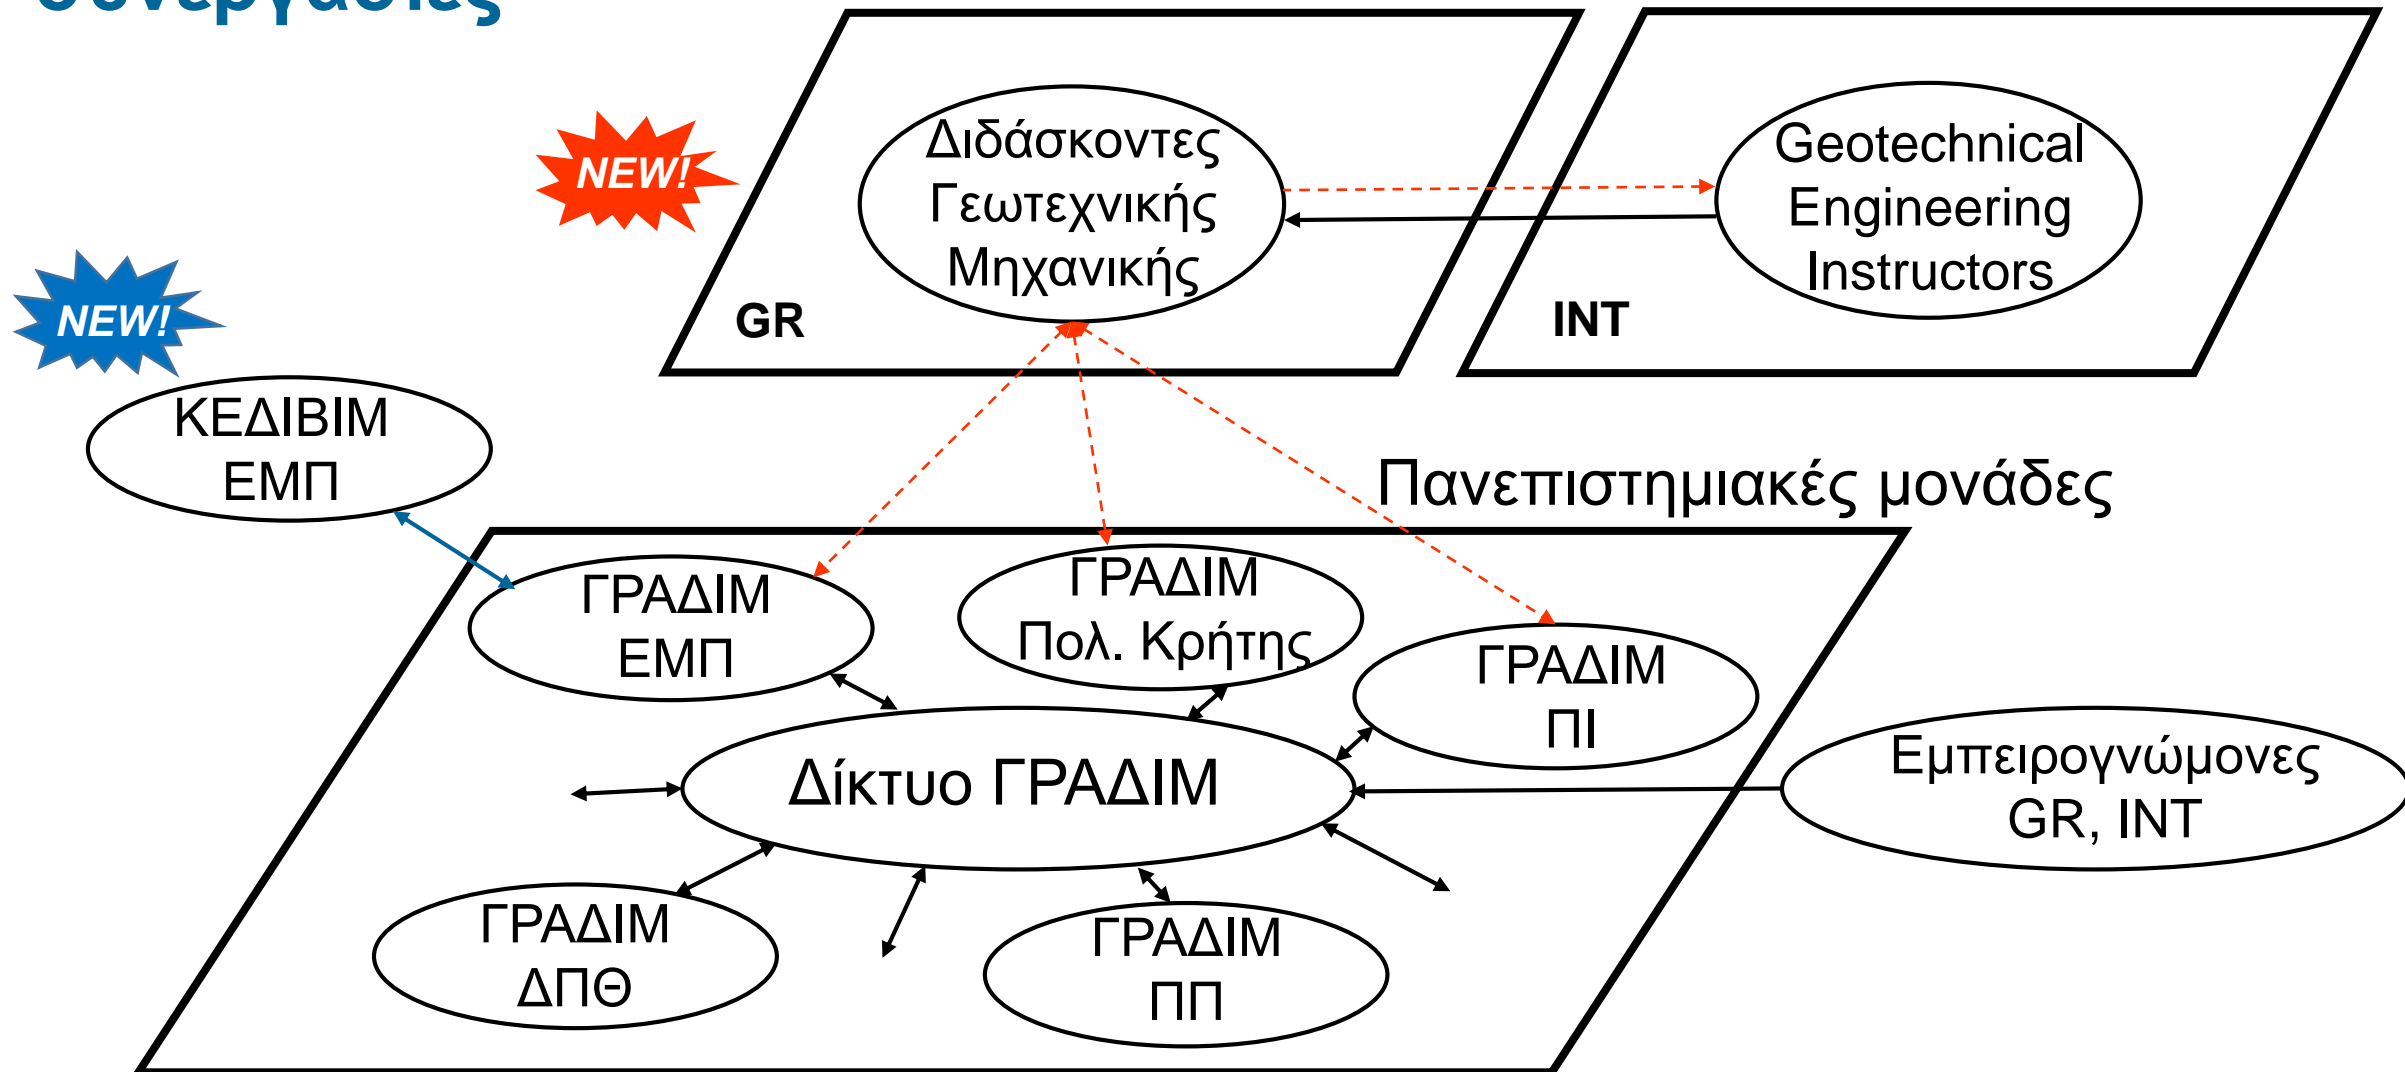 συνεργασίες
Διδάσκοντες
Γεωτεχνικής
Μηχανικής
GR
Geotechnical
Engineering
Instructors
INT
NEW!
NEW!
ΚΕΔΙΒΙΜ
ΕΜΠ
Πανεπιστημιακές μονάδες
ΓΡΑΔΙΜ
ΕΜΠ
ΓΡΑΔΙΜ
Πολ. Κρήτης
ΓΡΑΔΙΜ
ΠΙ
Δίκτυο ΓΡΑΔΙΜ
Εμπειρογνώμονες
GR, INT
ΓΡΑΔΙΜ
ΔΠΘ
ΓΡΑΔΙΜ
ΠΠ